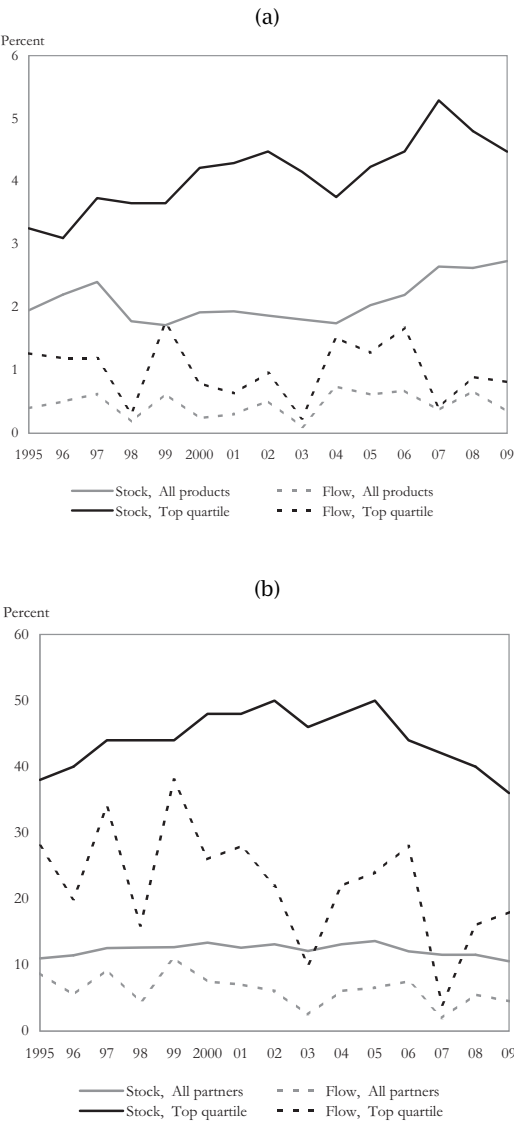 (a)
Percent
6
5
4
3
2
1
0
1995 96 97 98 99 2000 01 02 03 04 05 06 07 08 09
Stock, All products Flow, All products
Stock, Top quartile Flow, Top quartile
(b)
Percent
60
50
40
30
20
10
0
1995 96 97 98 99 2000 01 02 03 04 05 06 07 08 09
Stock, All partners Flow, All partners
Stock, Top quartile Flow, Top quartile